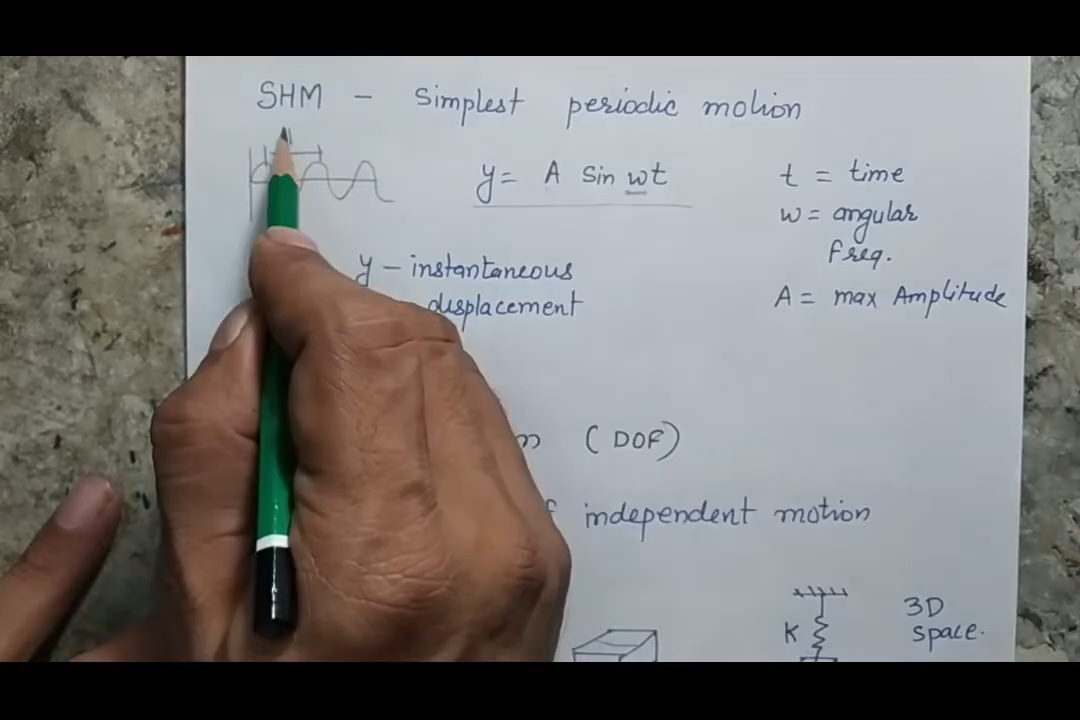 SHM - Simplest periodic motion
y = A sin wt
t = time
w = angular
freq.
A = max Amplitude
y - instantaneous
displacement
(DOF)
independent motion
K
3D
space.